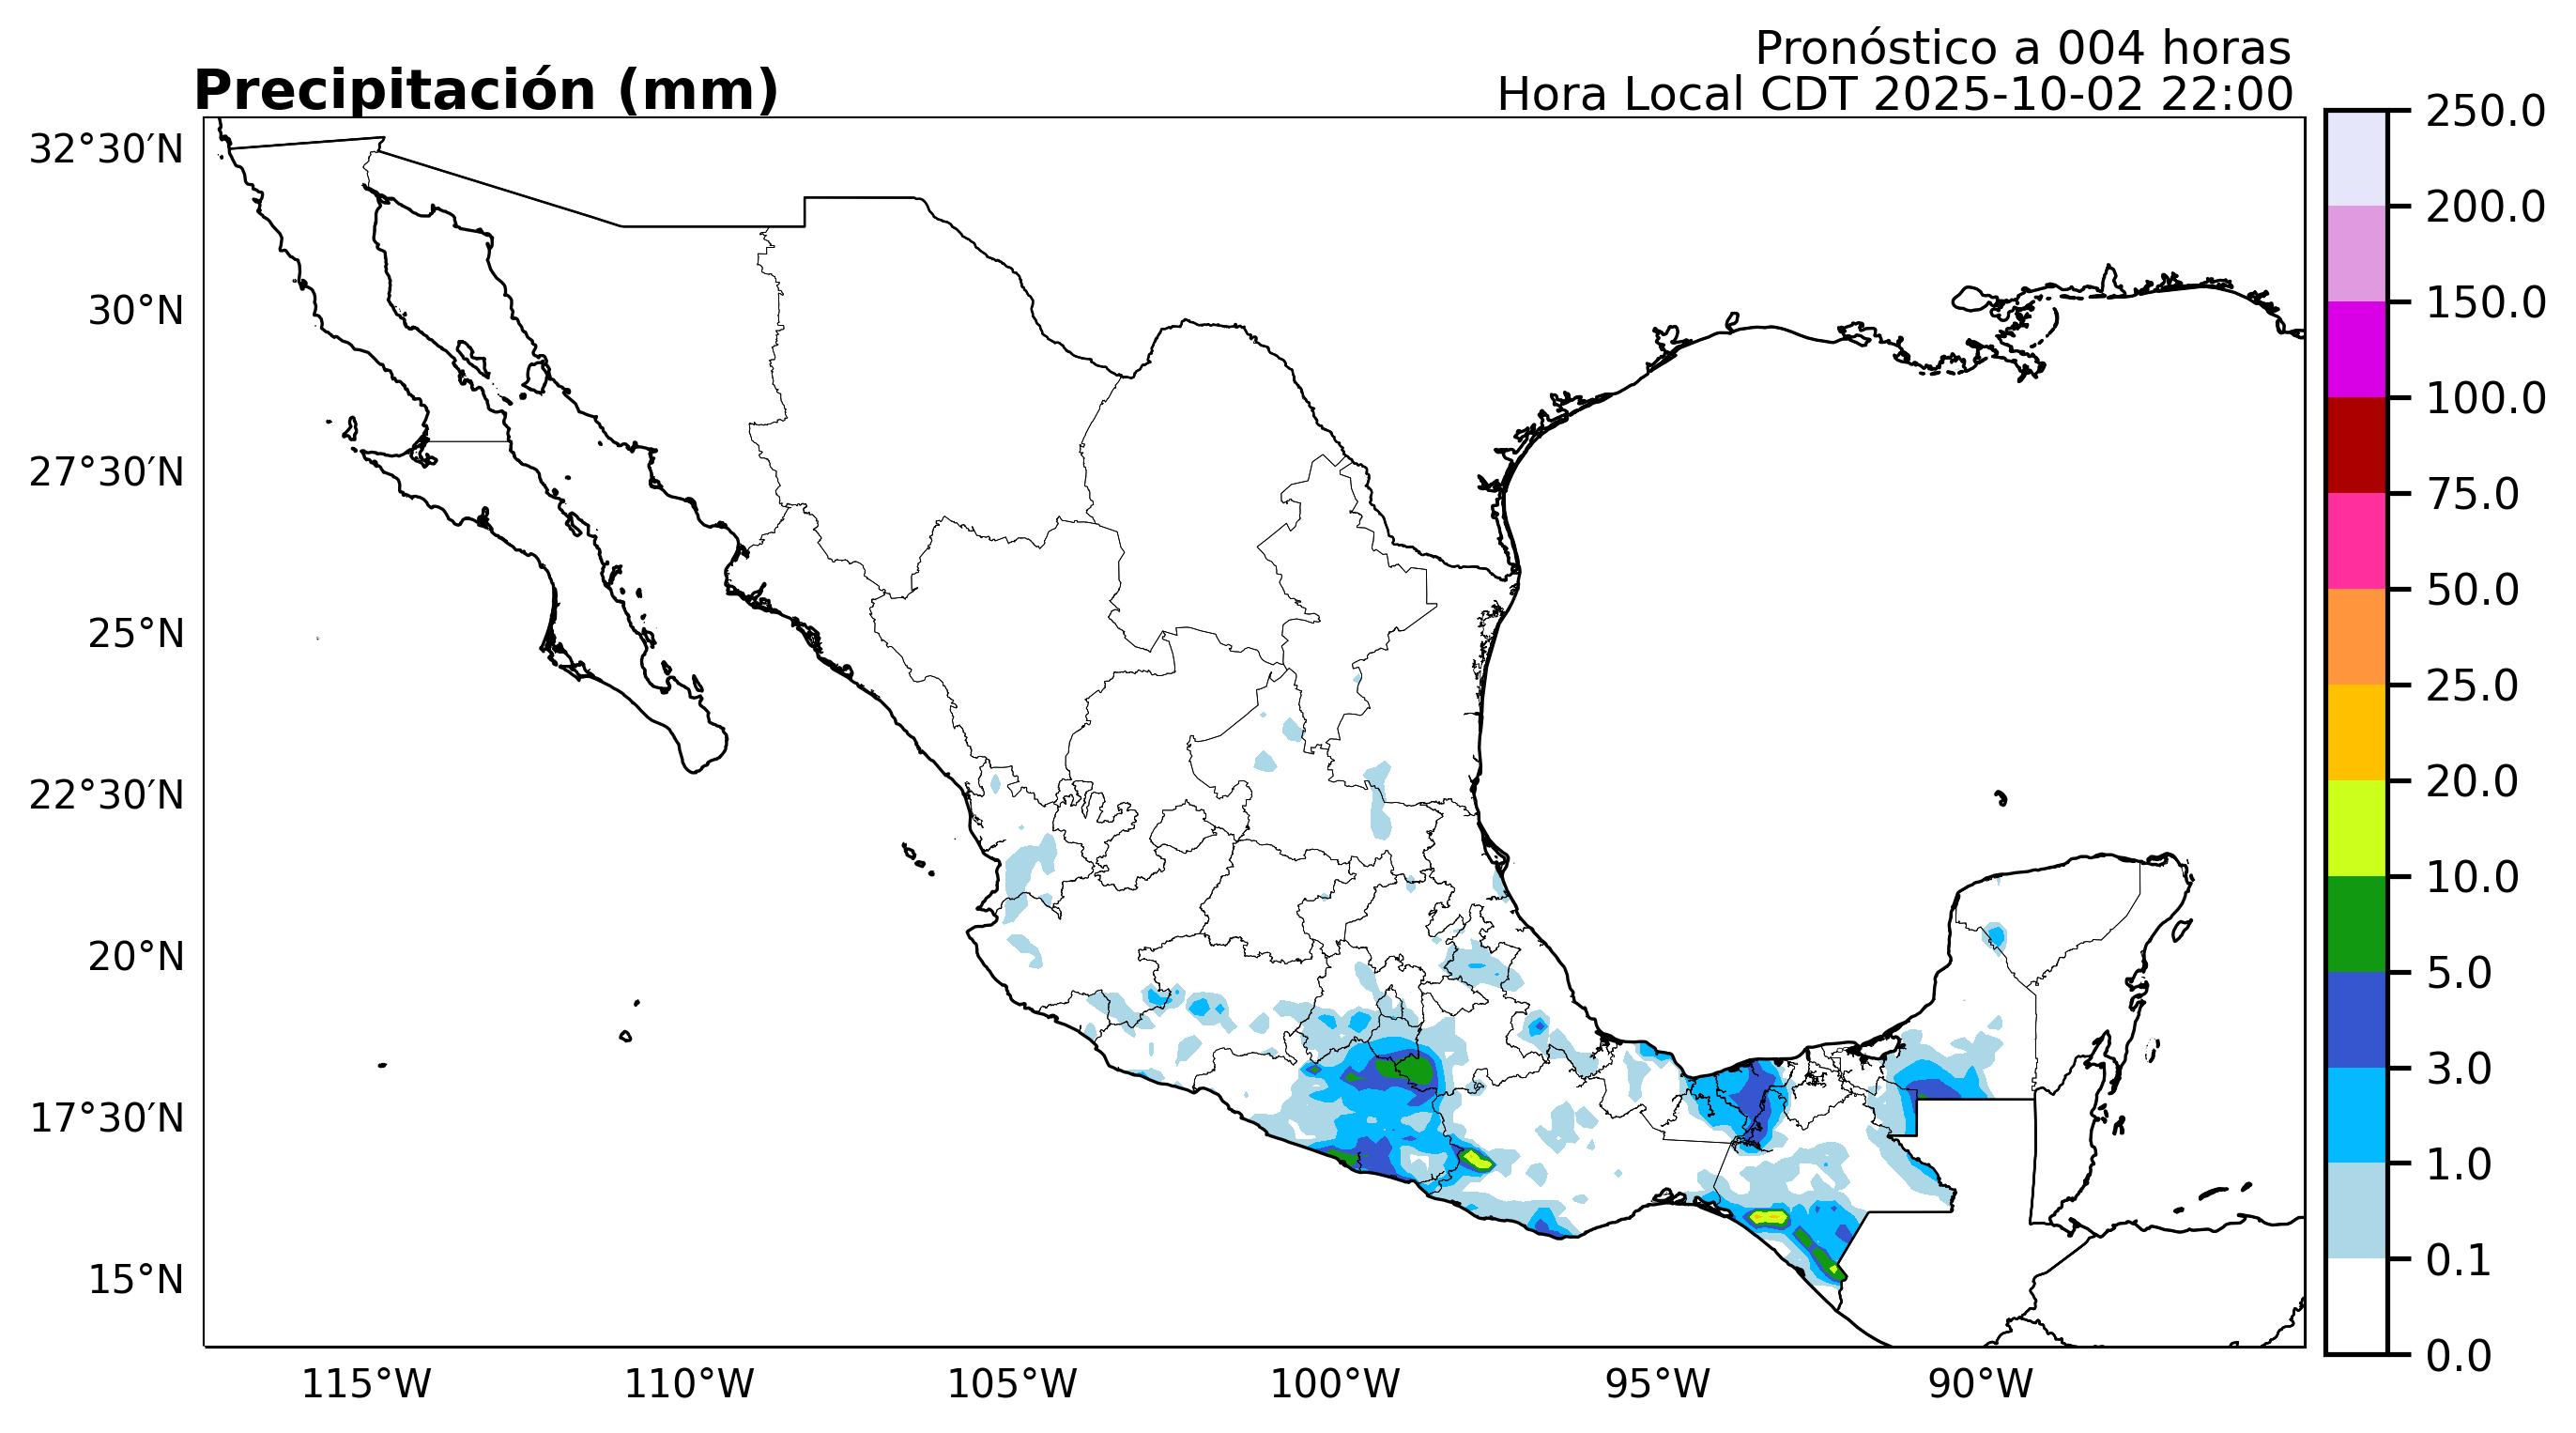 Pronóstico a 004 horas
Precipitación (mm)
Hora Local CDT 2025-10-02 22:00
32°30′N
30°N
27°30′N
25°N
22°30′N
20°N
17°30′N
15°N
115°W
110°W
105°W
100°W
95°W
90°W
250.0
200.0
150.0
100.0
75.0
50.0
25.0
20.0
10.0
5.0
3.0
1.0
0.1
0.0